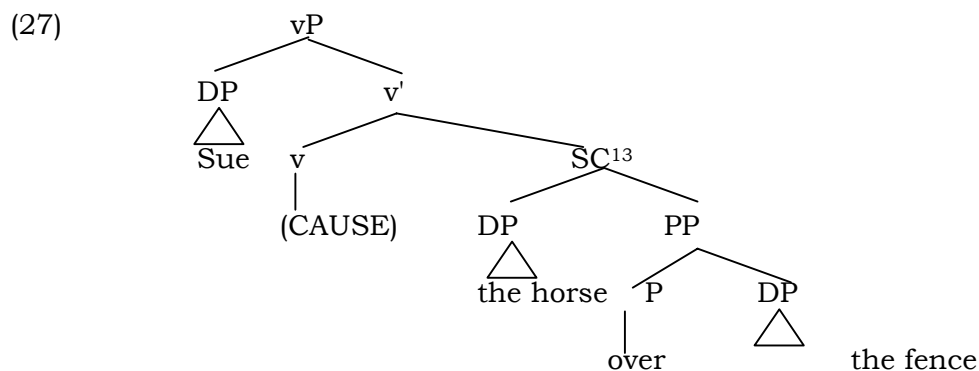 (27) vP
DP v'
Sue v SC¹³
(CAUSE) DP PP
the horse P DP
over the fence